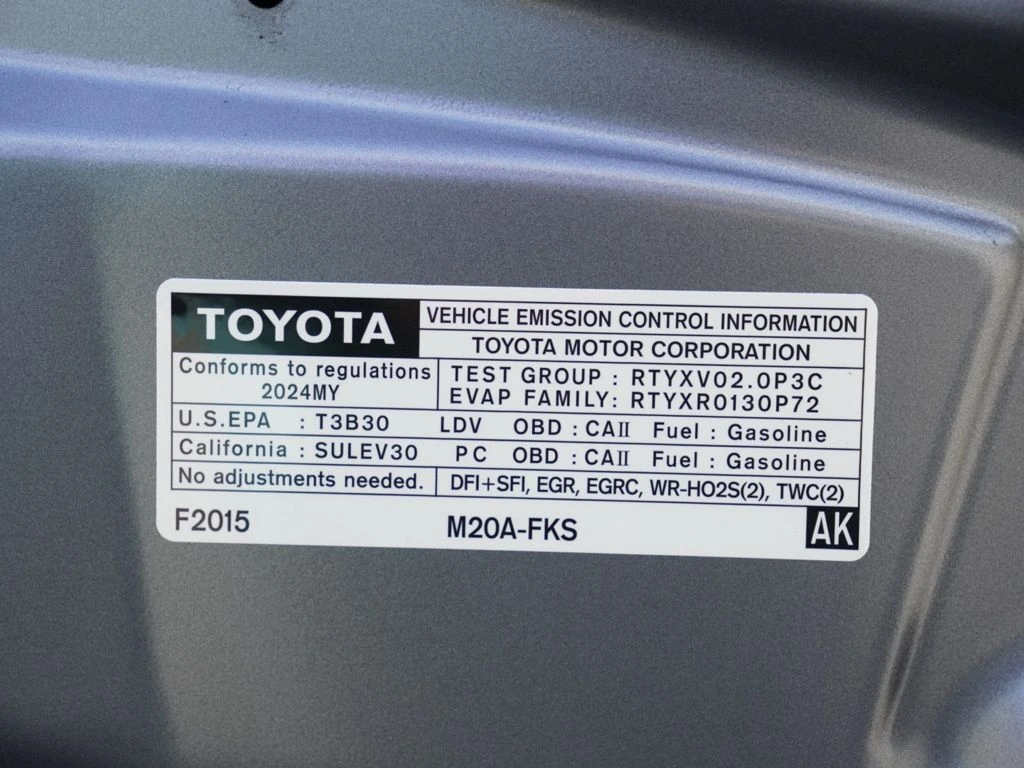 TOYOTA
VEHICLE EMISSION CONTROL INFORMATION
TOYOTA MOTOR CORPORATION
Conforms to regulations
2024MY
TEST GROUP : RTYXV02.0P3C
EVAP FAMILY: RTYXR0130P72
U.S.EPA : T3B30 LDV OBD : CAII Fuel : Gasoline
California : SULEV30 PC OBD : CAII Fuel : Gasoline
No adjustments needed. DFI+SFI, EGR, EGRC, WR-HO2S(2), TWC(2)
F2015 M20A-FKS AK